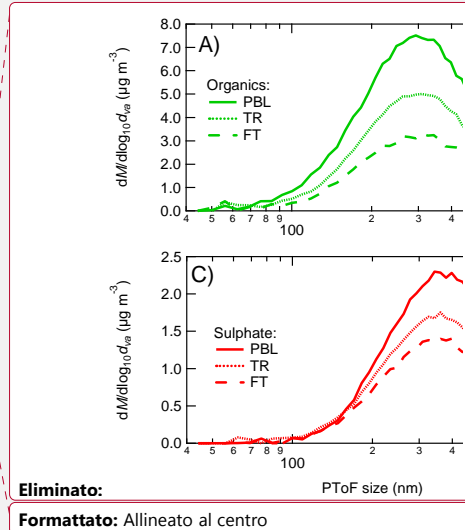 A)
Organics:
PBL
TR
FT
dM/dlog₁₀dᵥₐ (µg m⁻³)
8.0
7.0
6.0
5.0
4.0
3.0
2.0
1.0
0.0
4 5 6 7 8 9 100 2 3 4
C)
Sulphate:
PBL
TR
FT
dM/dlog₁₀dᵥₐ (µg m⁻³)
2.5
2.0
1.5
1.0
0.5
0.0
4 5 6 7 8 9 100 2 3 4
PToF size (nm)
Eliminato:
Formattato: Allineato al centro